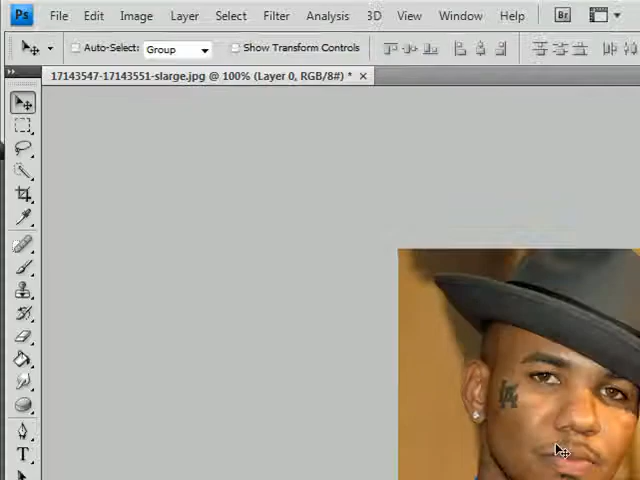 Ps File Edit Image Layer Select Filter Analysis 3D View Window Help Br
Auto-Select: Group Show Transform Controls
17143547-17143551-slarge.jpg @ 100% (Layer 0, RGB/8#) * ×
T
LA